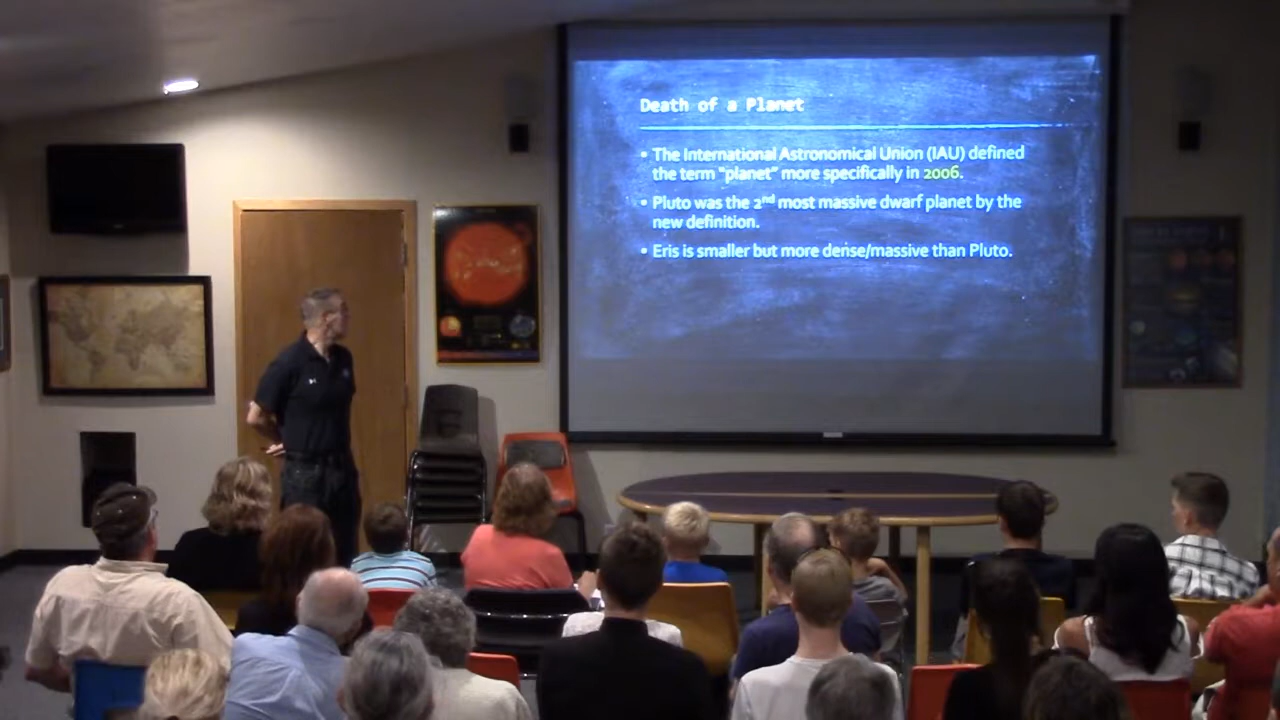 Death of a Planet
• The International Astronomical Union (IAU) defined
the term "planet" more specifically in 2006.
• Pluto was the 2nd most massive dwarf planet by the
new definition.
• Eris is smaller but more dense/massive than Pluto.